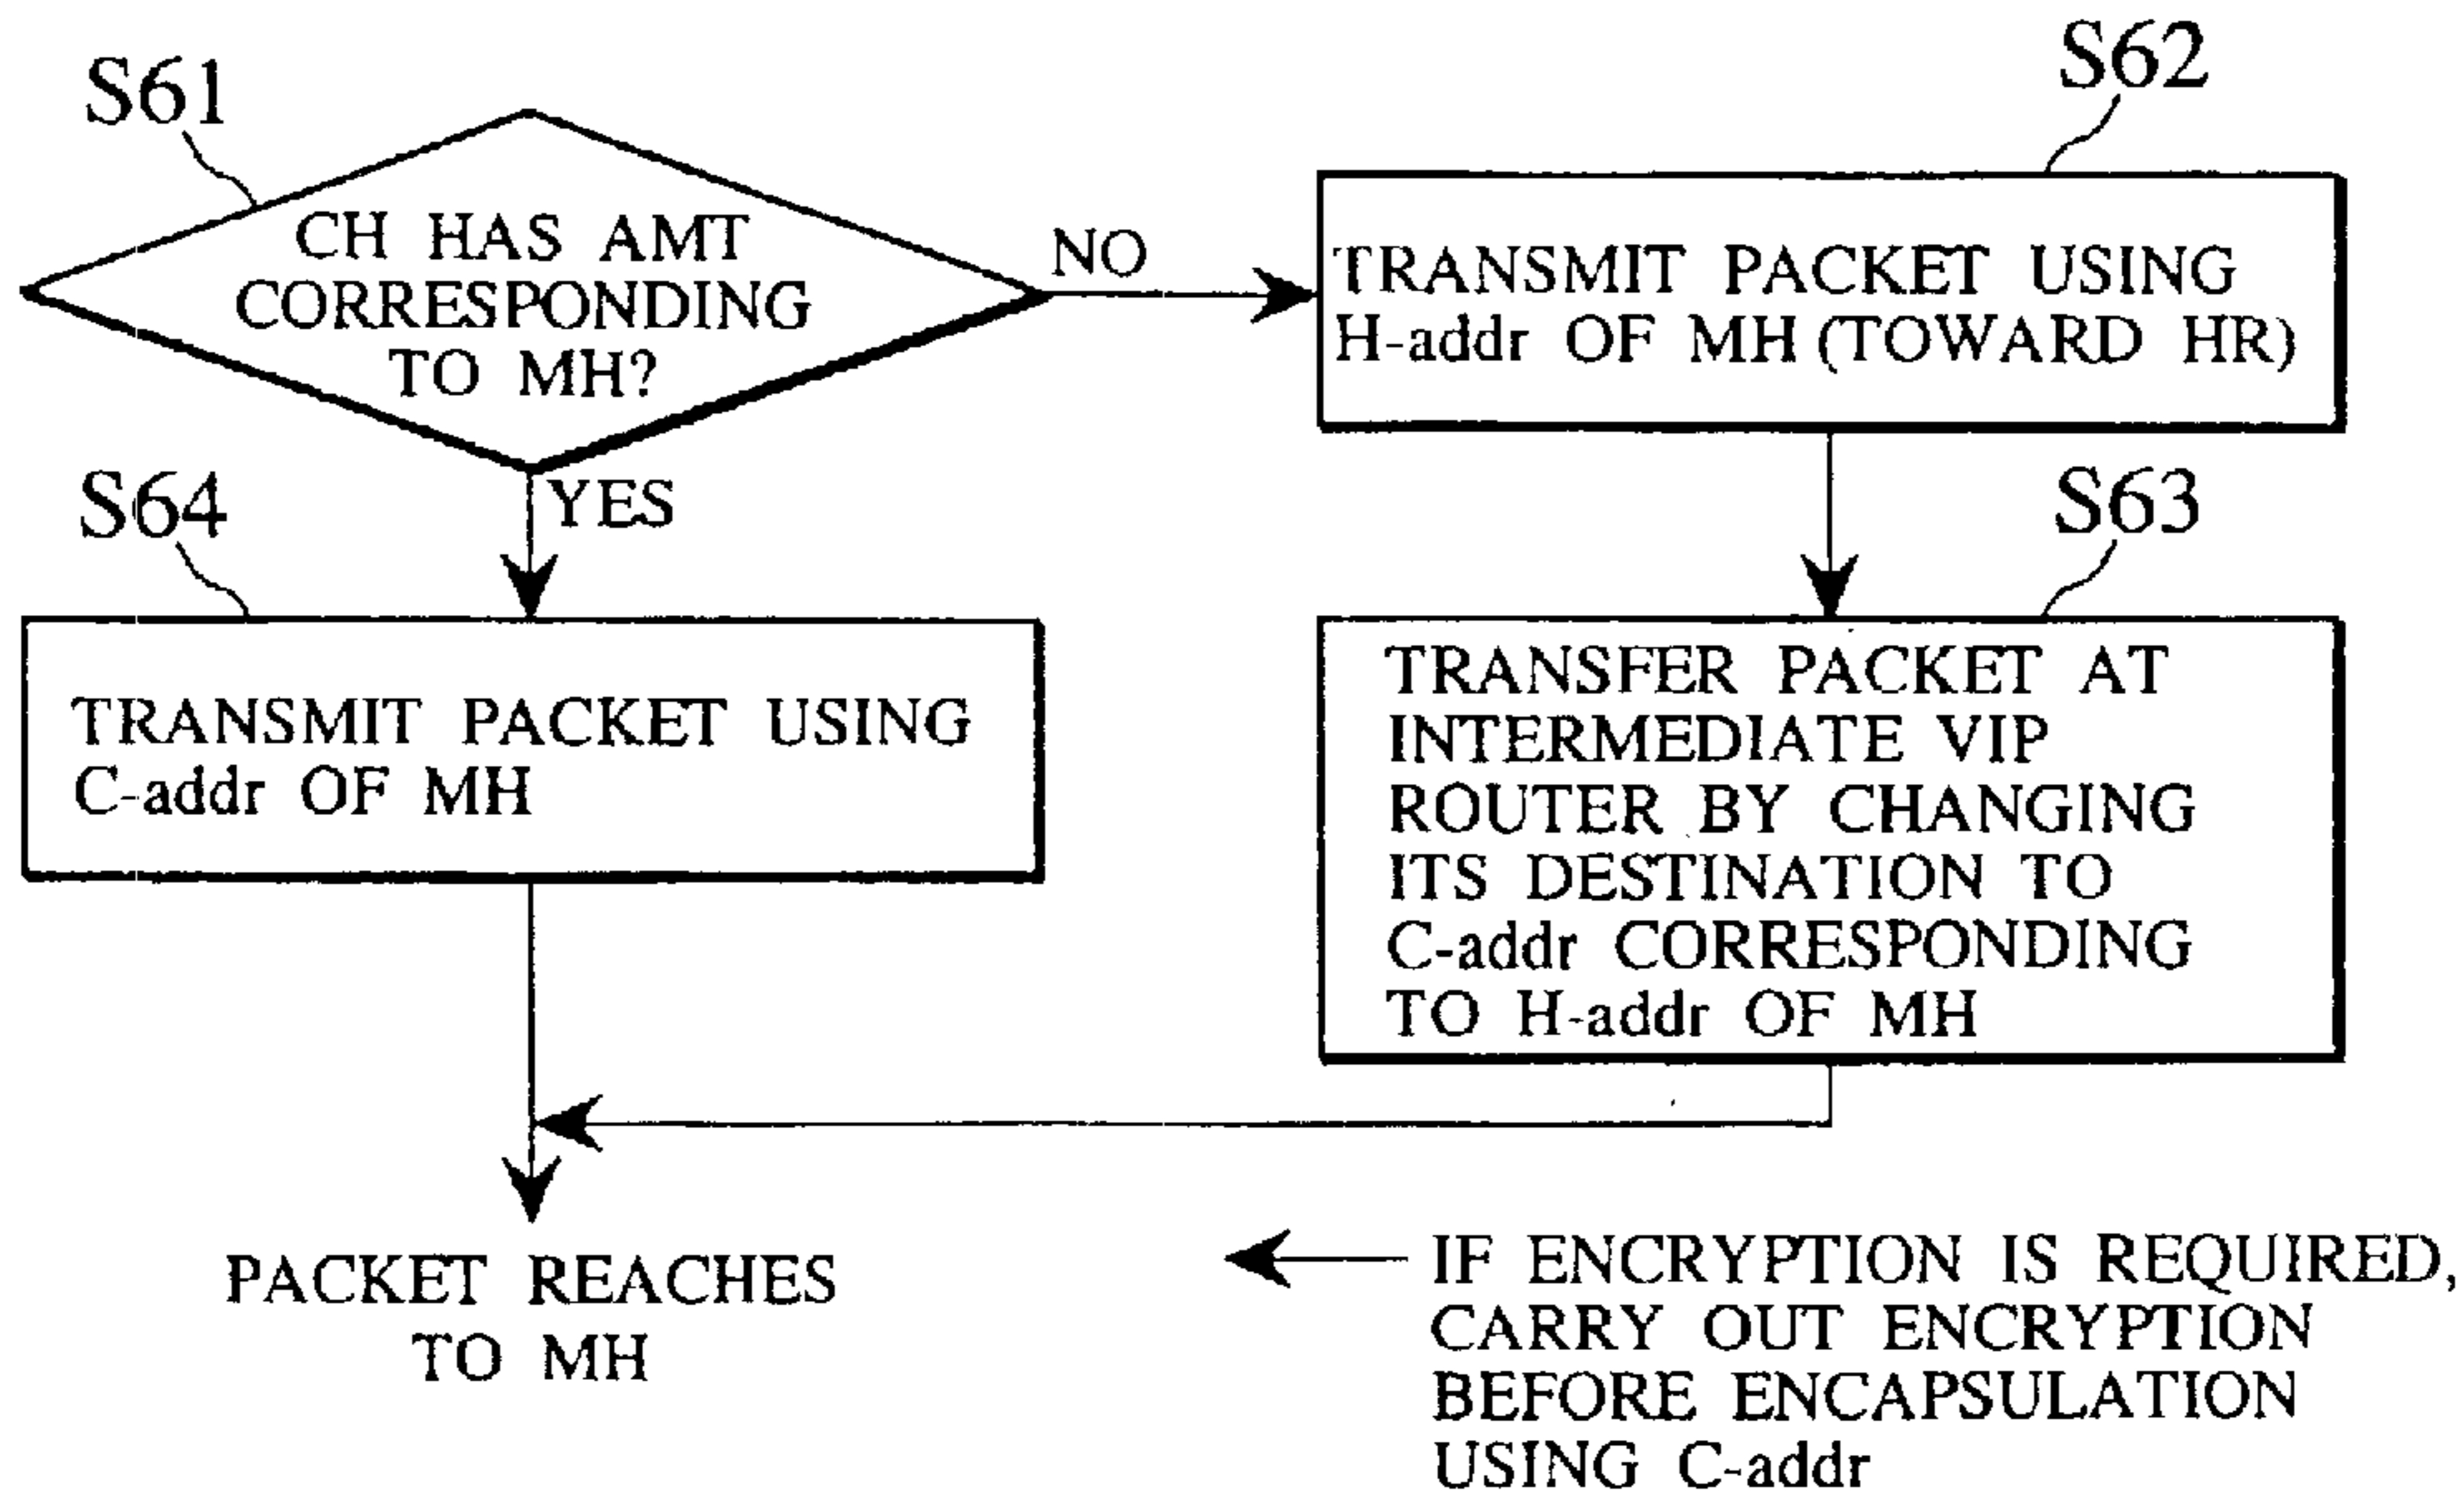 S61
CH HAS AMT
CORRESPONDING
TO MH?
NO
S62
TRANSMIT PACKET USING
H-addr OF MH (TOWARD HR)
YES
S64
TRANSMIT PACKET USING
C-addr OF MH
S63
TRANSFER PACKET AT
INTERMEDIATE VIP
ROUTER BY CHANGING
ITS DESTINATION TO
C-addr CORRESPONDING
TO H-addr OF MH
PACKET REACHES
TO MH
IF ENCRYPTION IS REQUIRED,
CARRY OUT ENCRYPTION
BEFORE ENCAPSULATION
USING C-addr